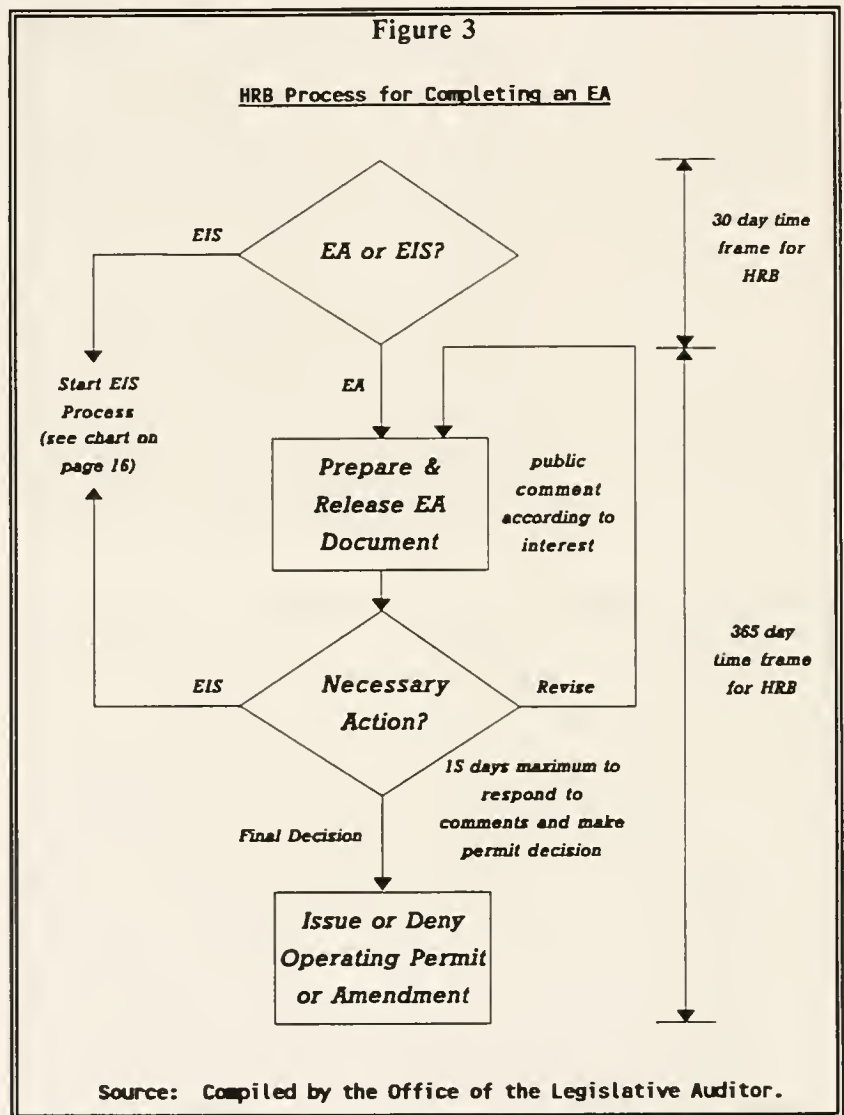 Figure 3
HRB Process for Completing an EA
EIS
EA or EIS?
30 day time
frame for
HRB
Start EIS
Process
(see chart on
page 16)
EA
Prepare &
Release EA
Document
public
comment
according to
interest
365 day
time frame
for HRB
EIS
Necessary
Action?
Revise
15 days maximum to
respond to
comments and make
permit decision
Final Decision
Issue or Deny
Operating Permit
or Amendment
Source: Compiled by the Office of the Legislative Auditor.